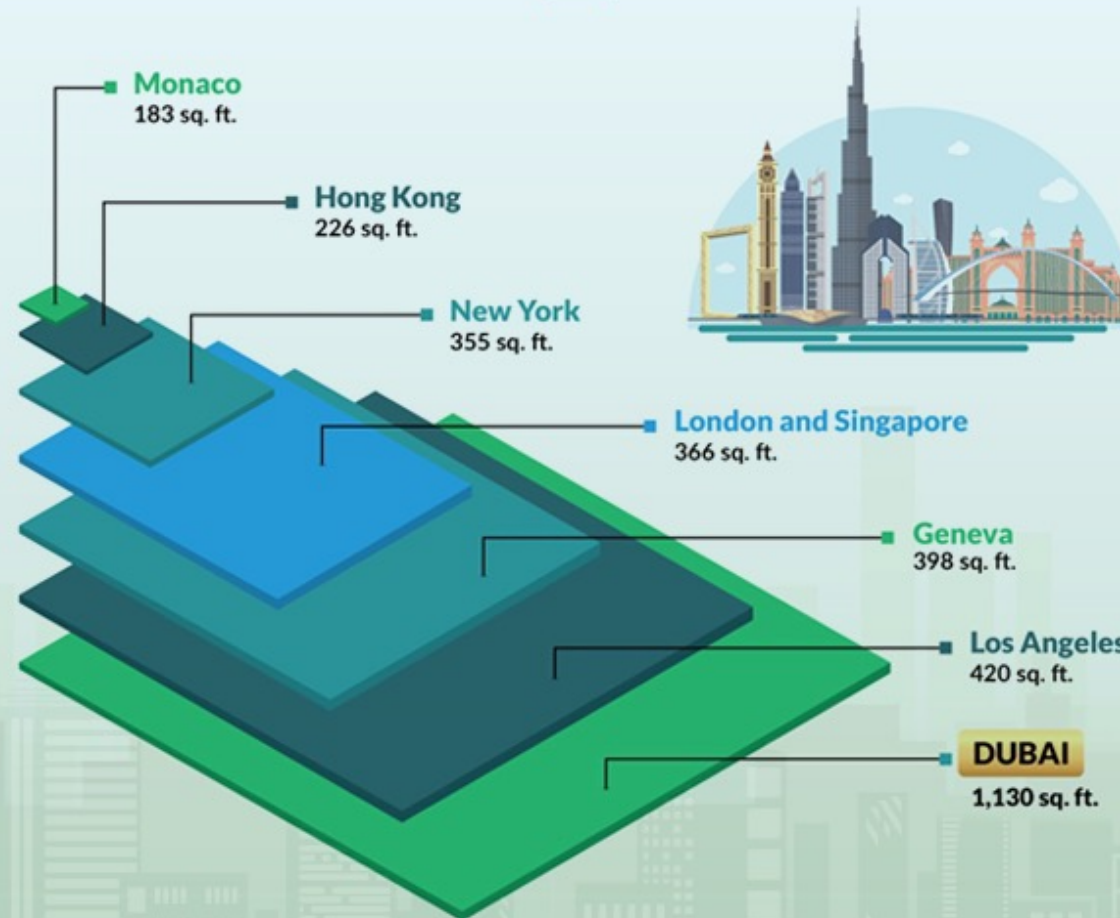 Monaco
183 sq. ft.
Hong Kong
226 sq. ft.
New York
355 sq. ft.
London and Singapore
366 sq. ft.
Geneva
398 sq. ft.
Los Angeles
420 sq. ft.
DUBAI
1,130 sq. ft.